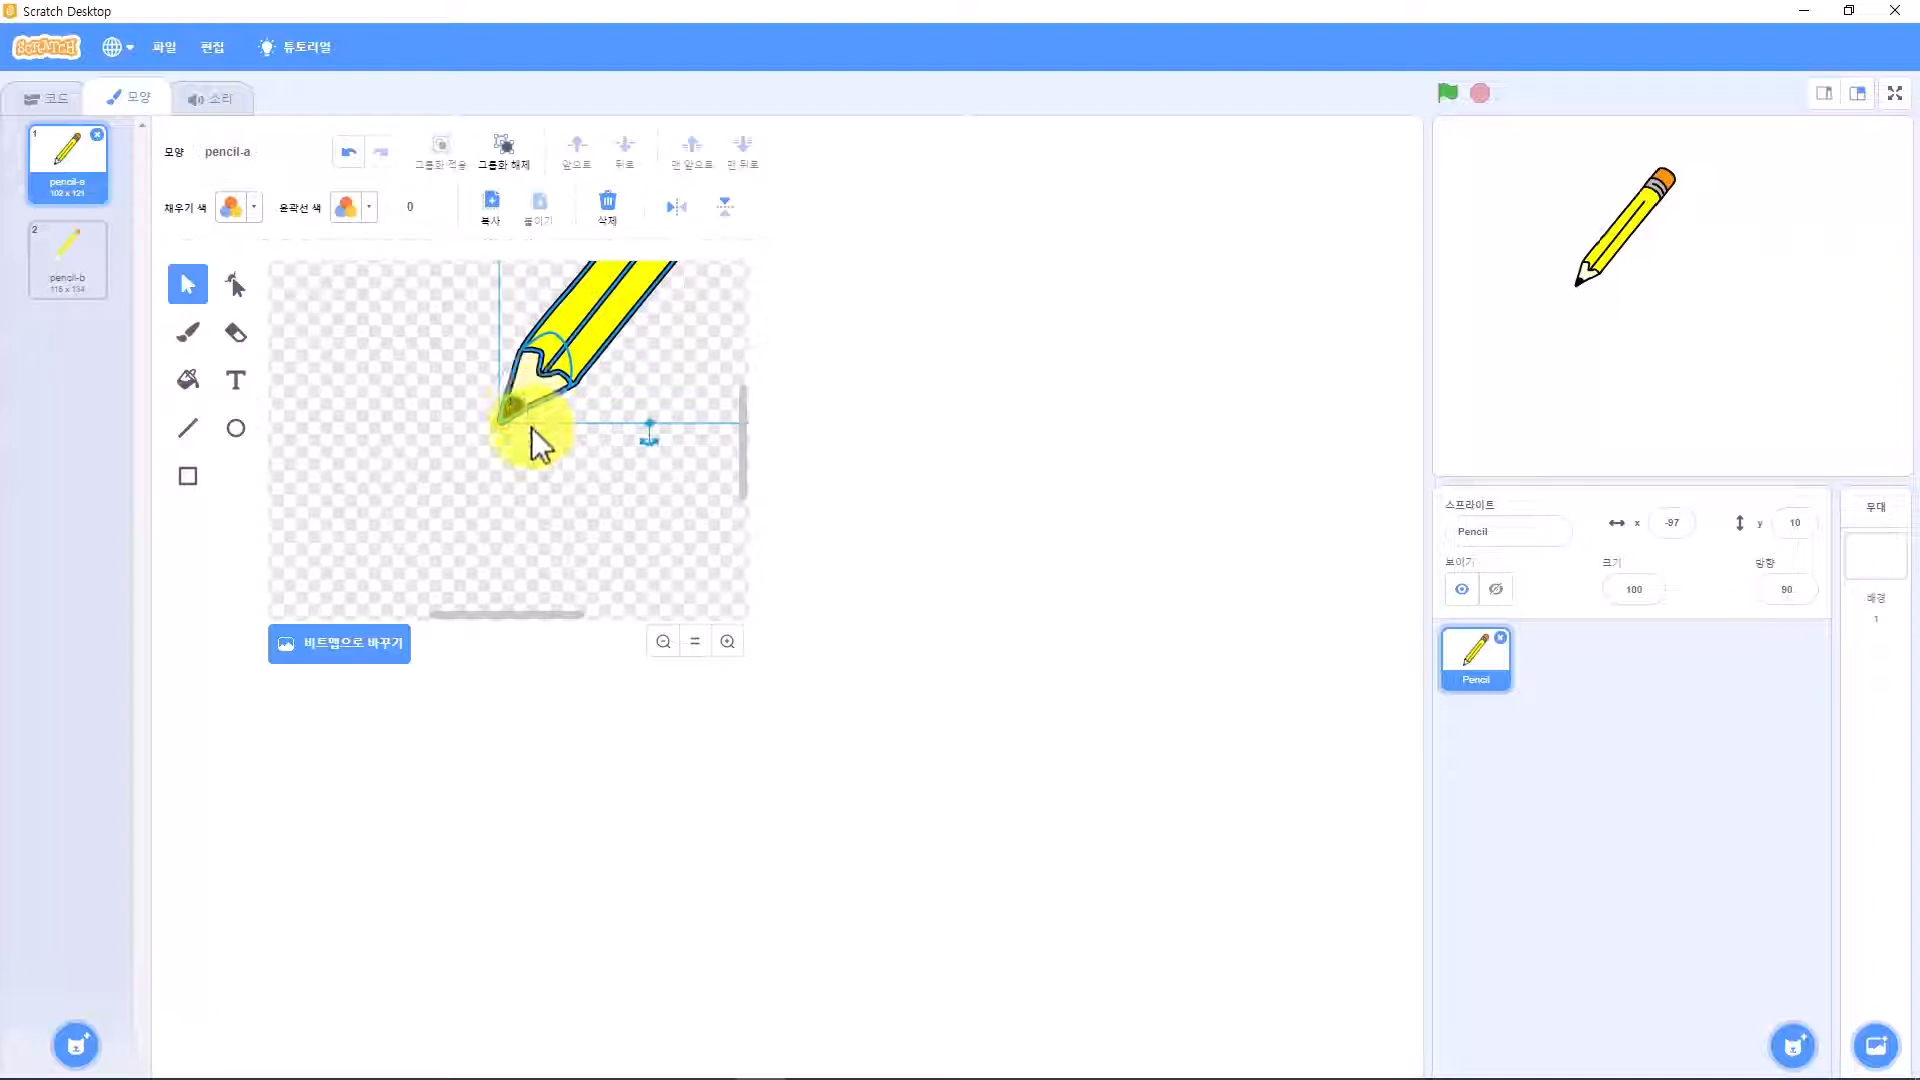 Scratch Desktop
SCRATCH 파일 편집 튜토리얼
코드 모양 소리
1
pencil-a
102 x 121
2
pencil-b
115 x 134
모양 pencil-a
그룹화 적용 그룹화 해제 앞으로 뒤로 맨 앞으로 맨 뒤로
채우기 색 윤곽선 색 0
복사 붙이기 삭제
비트맵으로 바꾸기
스프라이트
Pencil x -97 y 10
보이기 크기 방향
100 90
Pencil
무대
배경
1